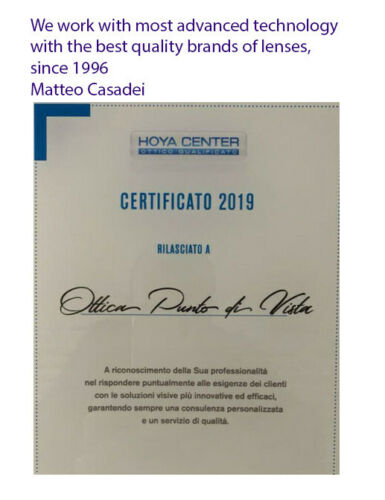 We work with most advanced technology
with the best quality brands of lenses,
since 1996
Matteo Casadei
HOYA CENTER
OTTICO QUALIFICATO
CERTIFICATO 2019
RILASCIATO A
Ottica Punto di Vista
A riconoscimento della Sua professionalità
nel rispondere puntualmente alle esigenze dei clienti
con le soluzioni visive più innovative ed efficaci,
garantendo sempre una consulenza personalizzata
e un servizio di qualità.